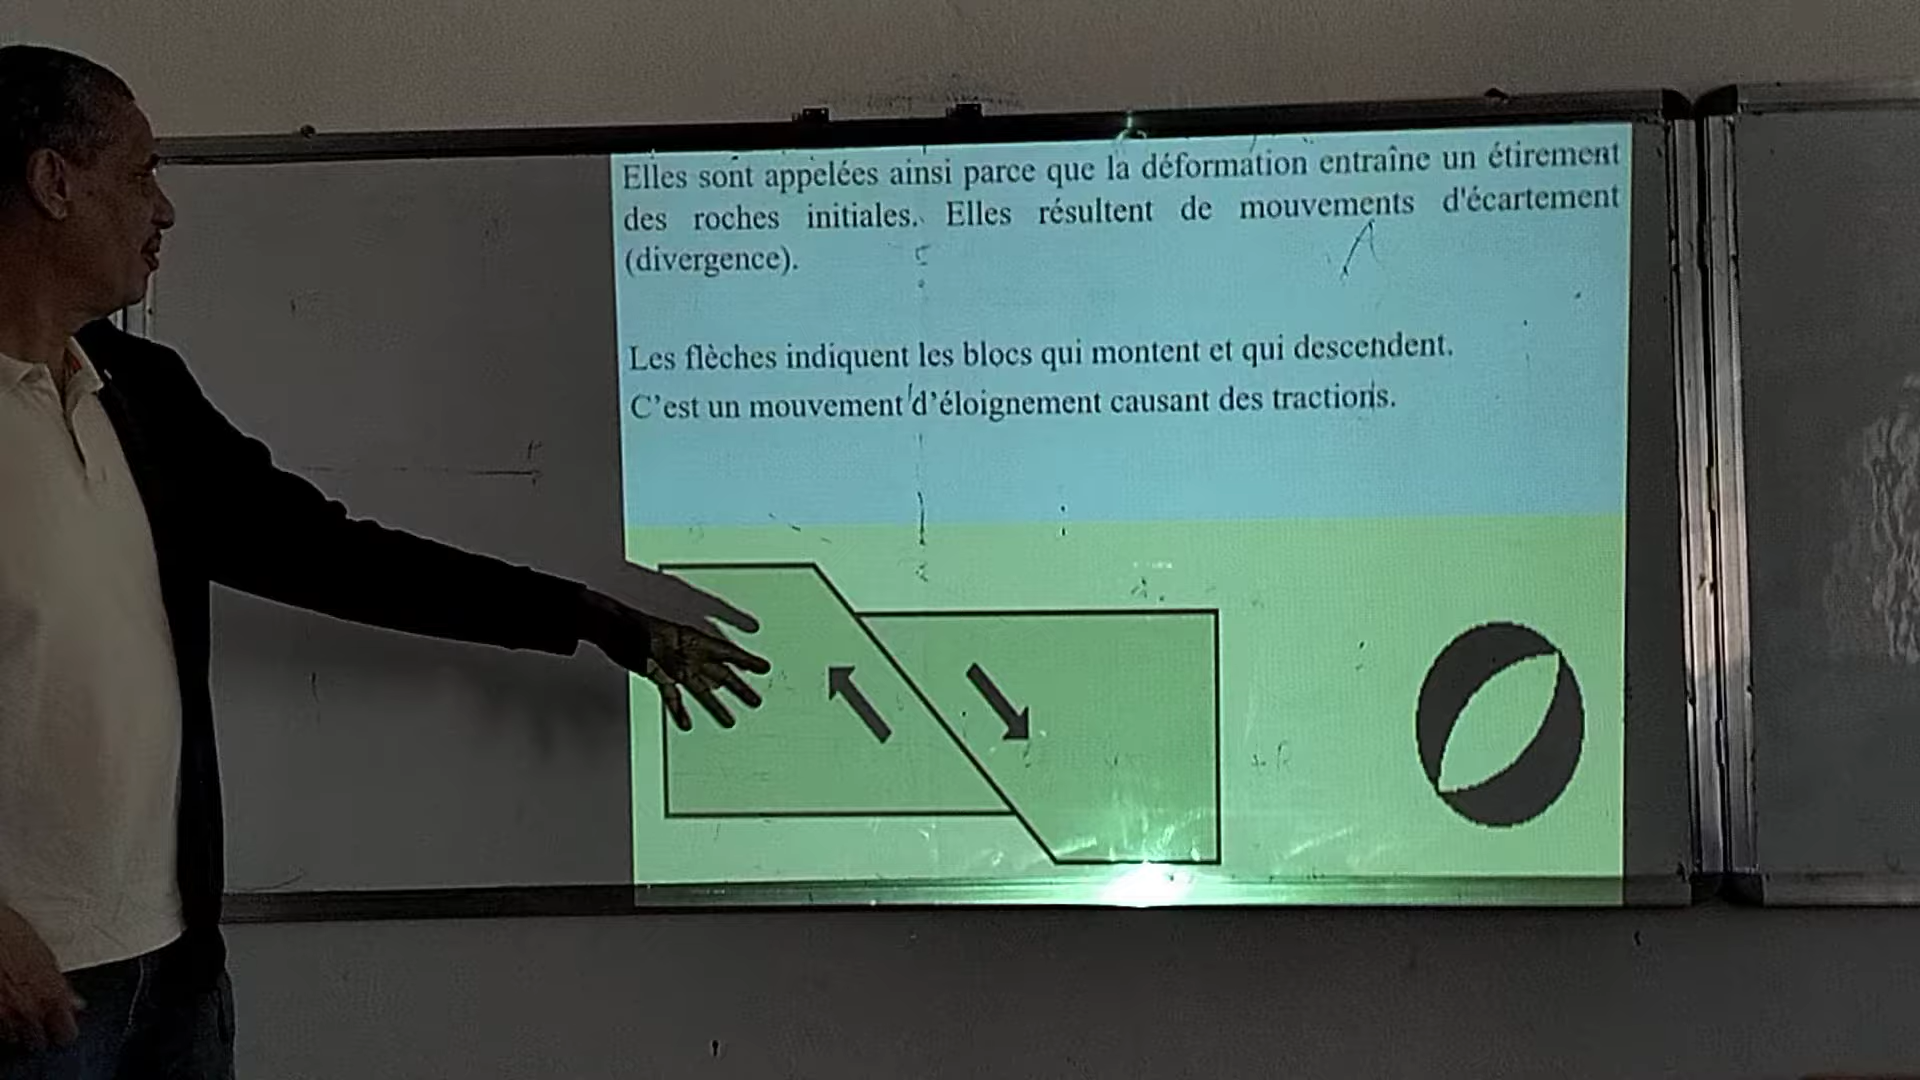 Elles sont appelées ainsi parce que la déformation entraîne un étirement
des roches initiales. Elles résultent de mouvements d'écartement
(divergence).
Les flèches indiquent les blocs qui montent et qui descendent.
C'est un mouvement d'éloignement causant des tractions.